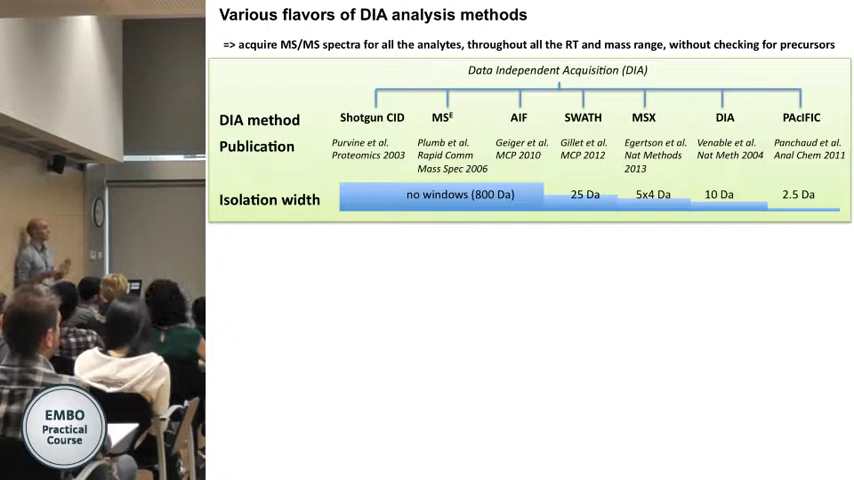 Various flavors of DIA analysis methods
=> acquire MS/MS spectra for all the analytes, throughout all the RT and mass range, without checking for precursors
Data Independent Acquisition (DIA)
DIA method
Shotgun CID
MSᴱ
AIF
SWATH
MSX
DIA
PAcIFIC
Publication
Purvine et al.
Proteomics 2003
Plumb et al.
Rapid Comm
Mass Spec 2006
Geiger et al.
MCP 2010
Gillet et al.
MCP 2012
Egertson et al.
Nat Methods
2013
Venable et al.
Nat Meth 2004
Panchaud et al.
Anal Chem 2011
Isolation width
no windows (800 Da)
25 Da
5x4 Da
10 Da
2.5 Da
EMBO
Practical
Course